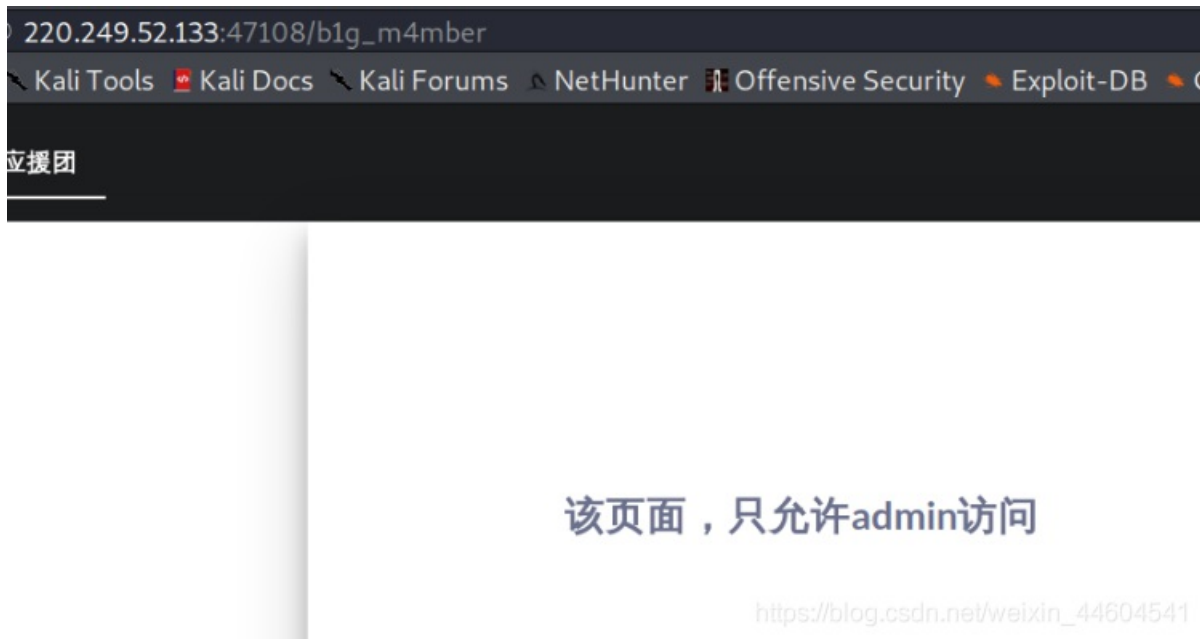 220.249.52.133:47108/b1g_m4mber
Kali Tools Kali Docs Kali Forums NetHunter Offensive Security Exploit-DB
应援团
该页面，只允许admin访问
https://blog.csdn.net/weixin_44604541